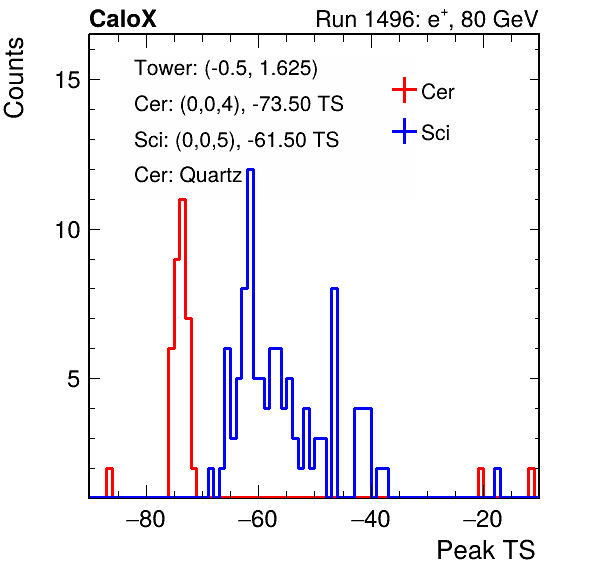 CaloX Run 1496: e+, 80 GeV
Counts
Tower: (-0.5, 1.625)
Cer: (0,0,4), -73.50 TS
Sci: (0,0,5), -61.50 TS
Cer: Quartz
Cer
Sci
15
10
5
−80 −60 −40 −20
Peak TS